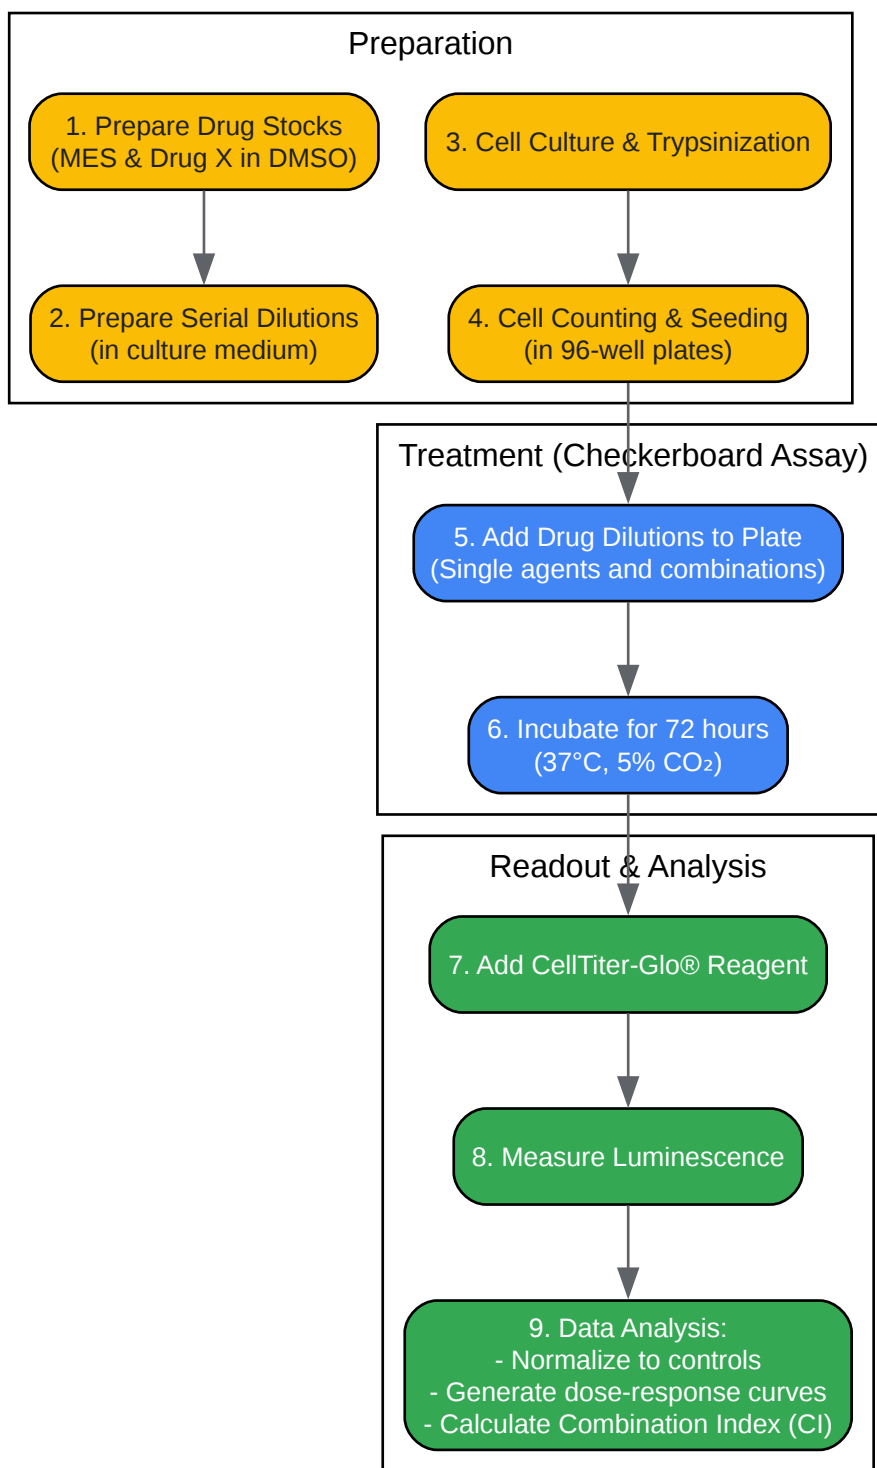 Preparation
1. Prepare Drug Stocks
(MES & Drug X in DMSO)
3. Cell Culture & Trypsinization
2. Prepare Serial Dilutions
(in culture medium)
4. Cell Counting & Seeding
(in 96-well plates)
Treatment (Checkerboard Assay)
5. Add Drug Dilutions to Plate
(Single agents and combinations)
6. Incubate for 72 hours
(37°C, 5% CO₂)
Readout & Analysis
7. Add CellTiter-Glo® Reagent
8. Measure Luminescence
9. Data Analysis:
- Normalize to controls
- Generate dose-response curves
- Calculate Combination Index (CI)